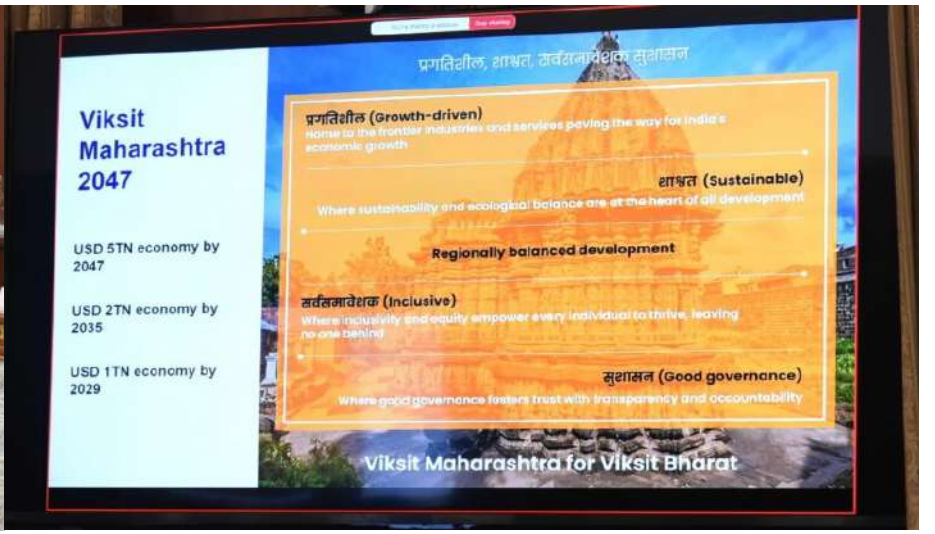 Stop sharing
प्रगतिशील, शाश्वत, सर्वसमावेशक सुशासन
Viksit
Maharashtra
2047
USD 5TN economy by
2047
USD 2TN economy by
2035
USD 1TN economy by
2029
प्रगतिशील (Growth-driven)
Home to the frontier industries and services paving the way for India's
economic growth
शाश्वत (Sustainable)
Where sustainability and ecological balance are at the heart of all development
Regionally balanced development
सर्वसमावेशक (Inclusive)
Where inclusivity and equity empower every individual to thrive, leaving
no one behind
सुशासन (Good governance)
Where good governance fosters trust with transparency and accountability
Viksit Maharashtra for Viksit Bharat